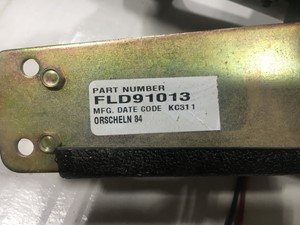 PART NUMBER
FLD91013
MFG. DATE CODE KC311
ORSCHELN 84